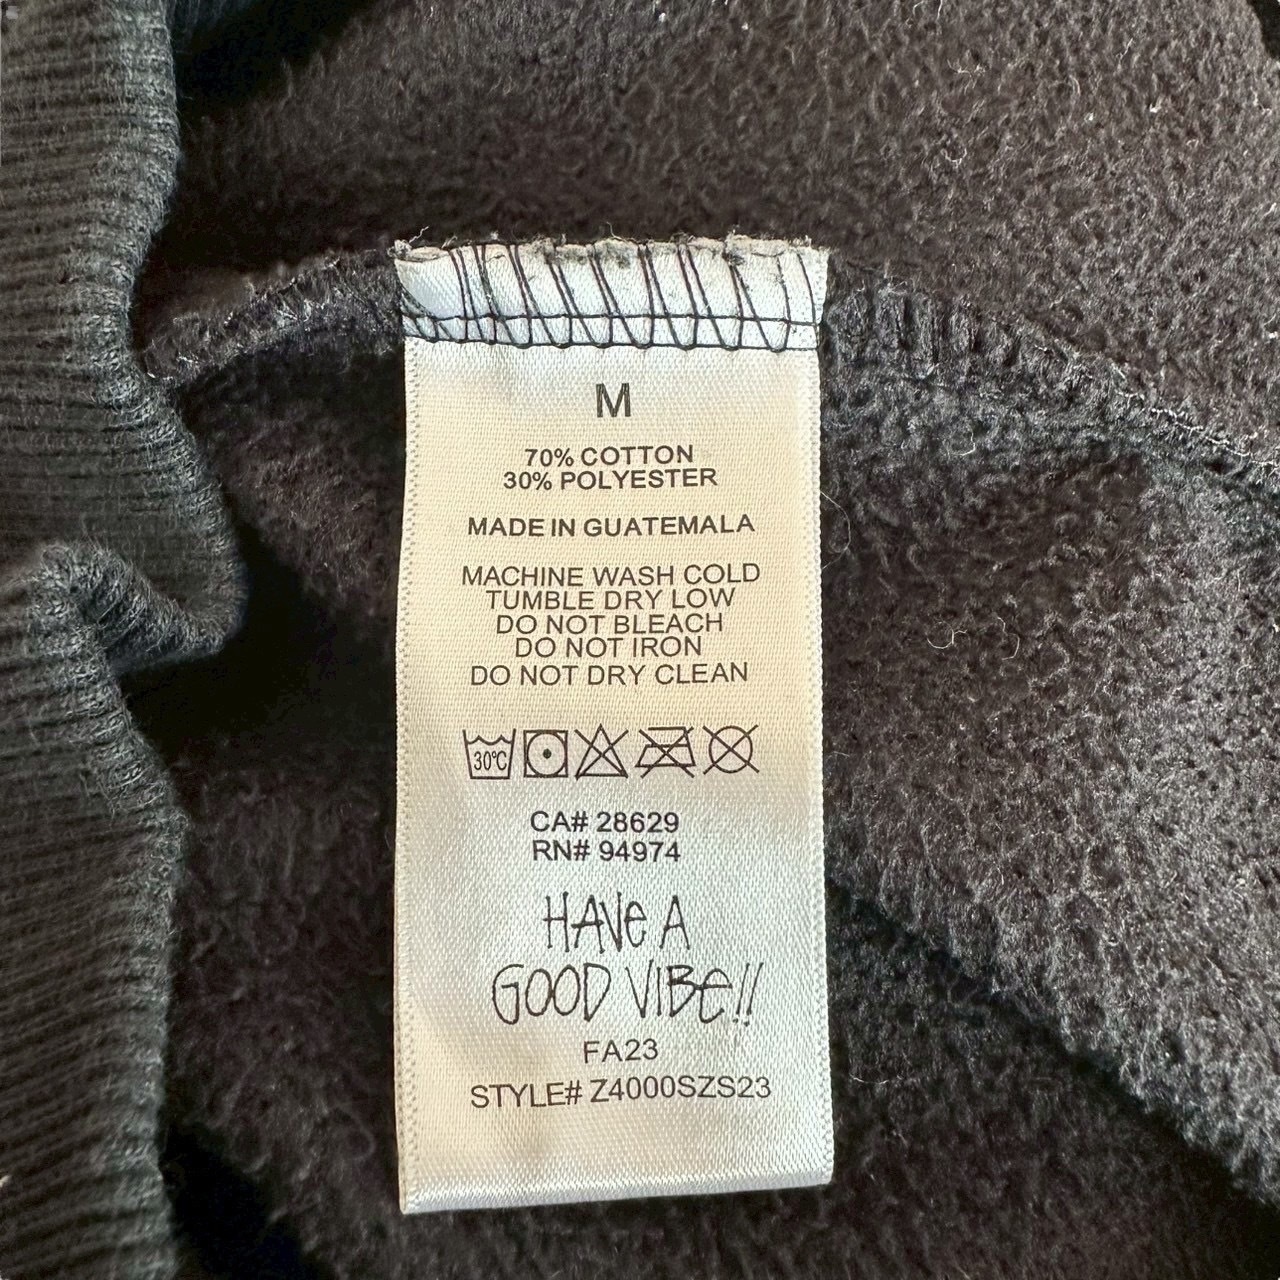 M
70% COTTON
30% POLYESTER
MADE IN GUATEMALA
MACHINE WASH COLD
TUMBLE DRY LOW
DO NOT BLEACH
DO NOT IRON
DO NOT DRY CLEAN
30°C
CA# 28629
RN# 94974
HAVe A
GOOD VIBe!!
FA23
STYLE# Z4000SZS23